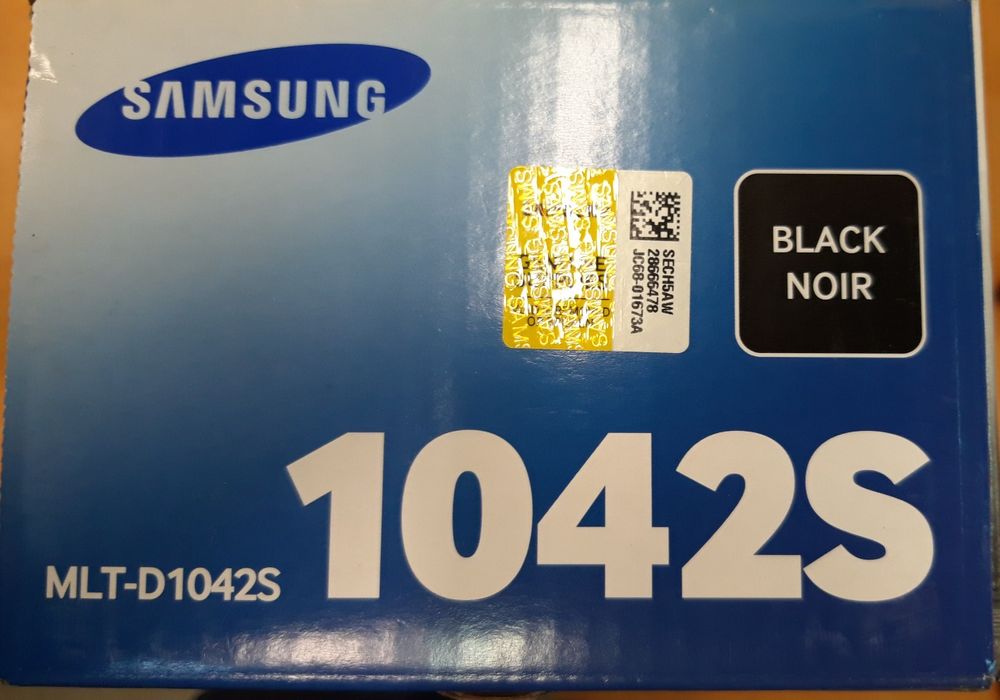 SAMSUNG
SECH5AW
28666478
JC68-01673A
BLACK
NOIR
MLT-D1042S
1042S